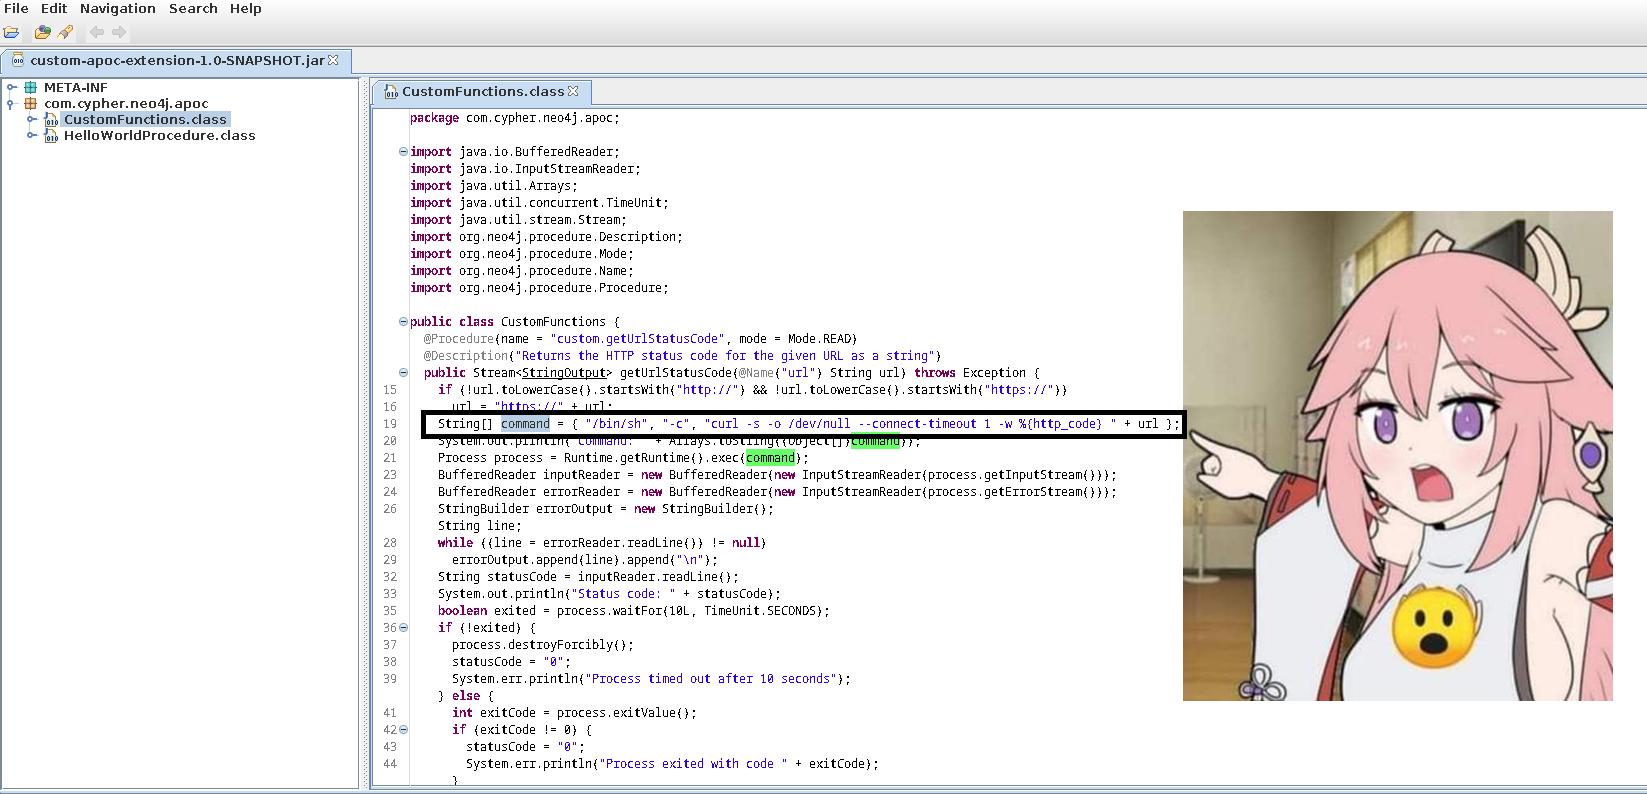 File Edit Navigation Search Help
custom-apoc-extension-1.0-SNAPSHOT.jar
META-INF
com.cypher.neo4j.apoc
CustomFunctions.class
HelloWorldProcedure.class
CustomFunctions.class
package com.cypher.neo4j.apoc;
import java.io.BufferedReader;
import java.io.InputStreamReader;
import java.util.Arrays;
import java.util.concurrent.TimeUnit;
import java.util.stream.Stream;
import org.neo4j.procedure.Description;
import org.neo4j.procedure.Mode;
import org.neo4j.procedure.Name;
import org.neo4j.procedure.Procedure;
public class CustomFunctions {
@Procedure(name = "custom.getUrlStatusCode", mode = Mode.READ)
@Description("Returns the HTTP status code for the given URL as a string")
public Stream<StringOutput> getUrlStatusCode(@Name("url") String url) throws Exception {
15 if (!url.toLowerCase().startsWith("http://") && !url.toLowerCase().startsWith("https://"))
16 url = "https://" + url;
19 String[] command = { "/bin/sh", "-c", "curl -s -o /dev/null --connect-timeout 1 -w %{http_code} " + url };
20 System.out.println("Command: " + Arrays.toString((Object[])command));
21 Process process = Runtime.getRuntime().exec(command);
23 BufferedReader inputReader = new BufferedReader(new InputStreamReader(process.getInputStream()));
24 BufferedReader errorReader = new BufferedReader(new InputStreamReader(process.getErrorStream()));
26 StringBuilder errorOutput = new StringBuilder();
String line;
28 while ((line = errorReader.readLine()) != null)
29 errorOutput.append(line).append("\n");
32 String statusCode = inputReader.readLine();
33 System.out.println("Status code: " + statusCode);
35 boolean exited = process.waitFor(10L, TimeUnit.SECONDS);
36 if (!exited) {
37 process.destroyForcibly();
38 statusCode = "0";
39 System.err.println("Process timed out after 10 seconds");
} else {
41 int exitCode = process.exitValue();
42 if (exitCode != 0) {
43 statusCode = "0";
44 System.err.println("Process exited with code " + exitCode);
}